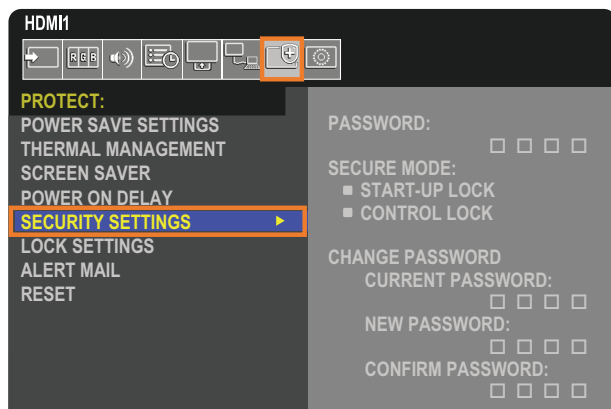 HDMI1
RGB
PROTECT:
POWER SAVE SETTINGS
THERMAL MANAGEMENT
SCREEN SAVER
POWER ON DELAY
SECURITY SETTINGS
LOCK SETTINGS
ALERT MAIL
RESET
PASSWORD:
SECURE MODE:
START-UP LOCK
CONTROL LOCK
CHANGE PASSWORD
CURRENT PASSWORD:
NEW PASSWORD:
CONFIRM PASSWORD: